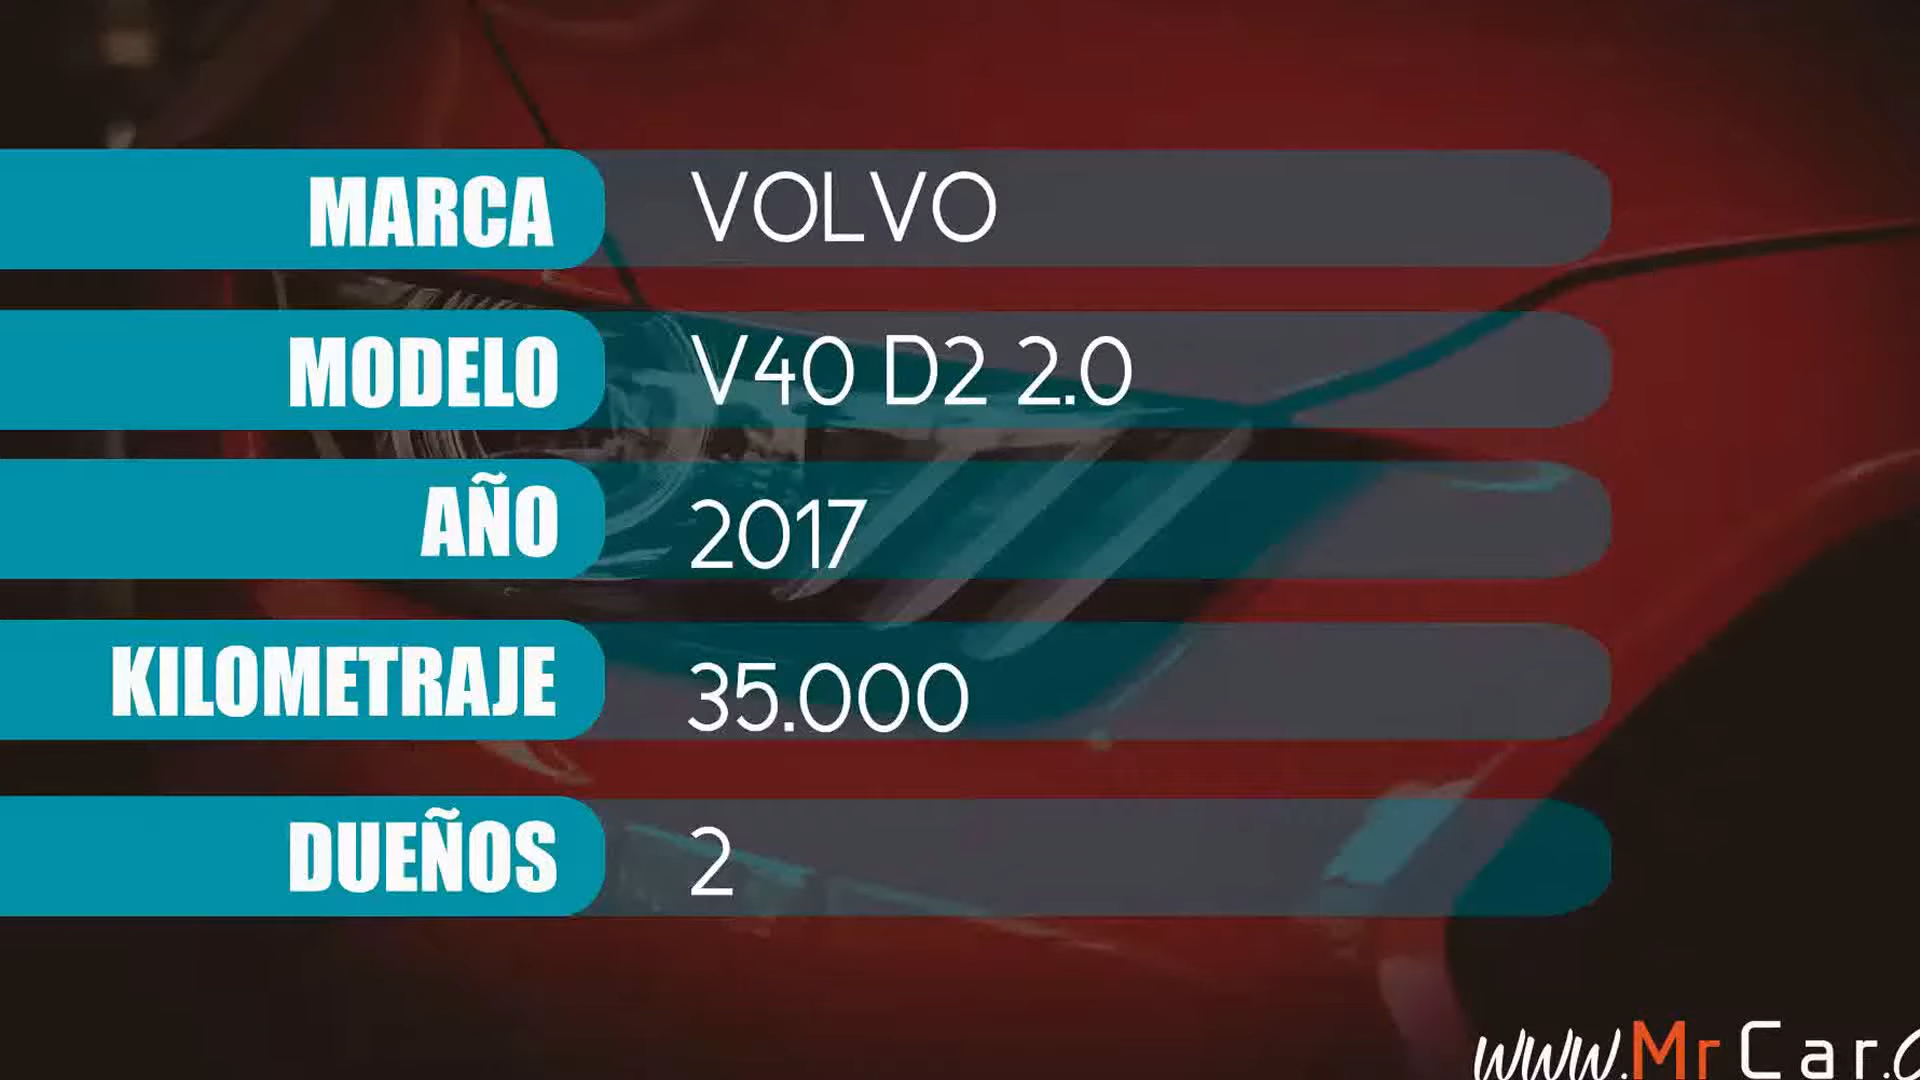 MARCA VOLVO
MODELO V40 D2 2.0
AÑO 2017
KILOMETRAJE 35.000
DUEÑOS 2
www.MrCar.